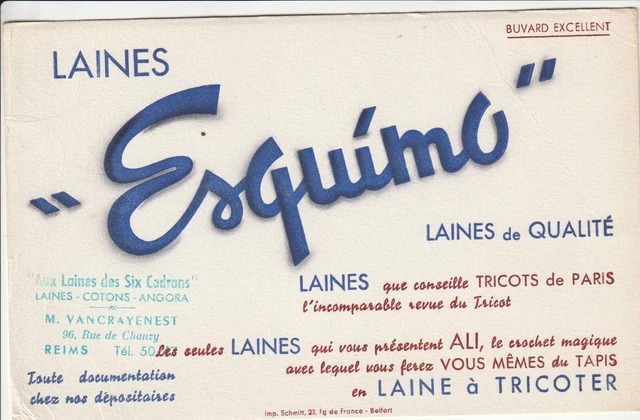 BUVARD EXCELLENT
LAINES
"Esquimo"
LAINES de QUALITÉ
LAINES que conseille TRICOTS de PARIS
l'incomparable revue du Tricot
"Aux Laines des Six Cadrans"
LAINES - COTONS - ANGORA
M. VANCRAYENEST
96, Rue de Chanzy
REIMS Tél. 50
Les seules LAINES qui vous présentent ALI, le crochet magique
avec lequel vous ferez VOUS MÊMES du TAPIS
en LAINE à TRICOTER
Toute documentation
chez nos dépositaires
Imp. Schmitt, 23, Fg de France - Belfort